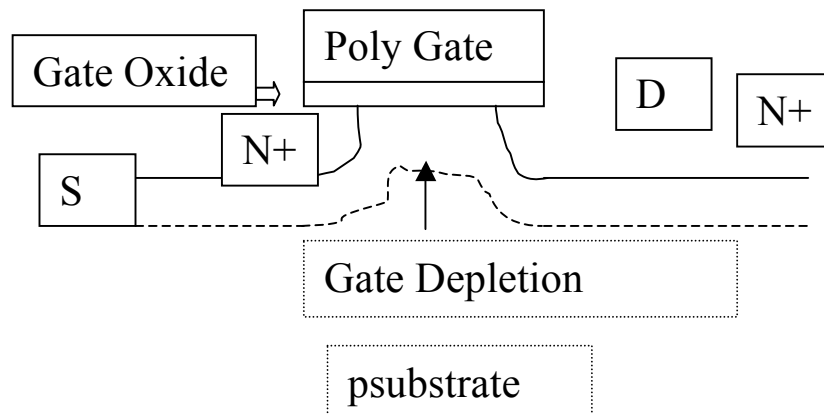 Poly Gate
Gate Oxide
D
N+
N+
S
Gate Depletion
psubstrate